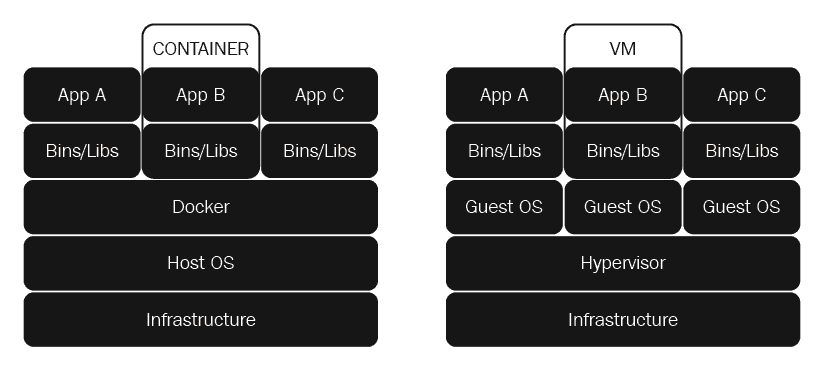 CONTAINER
App A
App B
App C
Bins/Libs
Bins/Libs
Bins/Libs
Docker
Host OS
Infrastructure
VM
App A
App B
App C
Bins/Libs
Bins/Libs
Bins/Libs
Guest OS
Guest OS
Guest OS
Hypervisor
Infrastructure